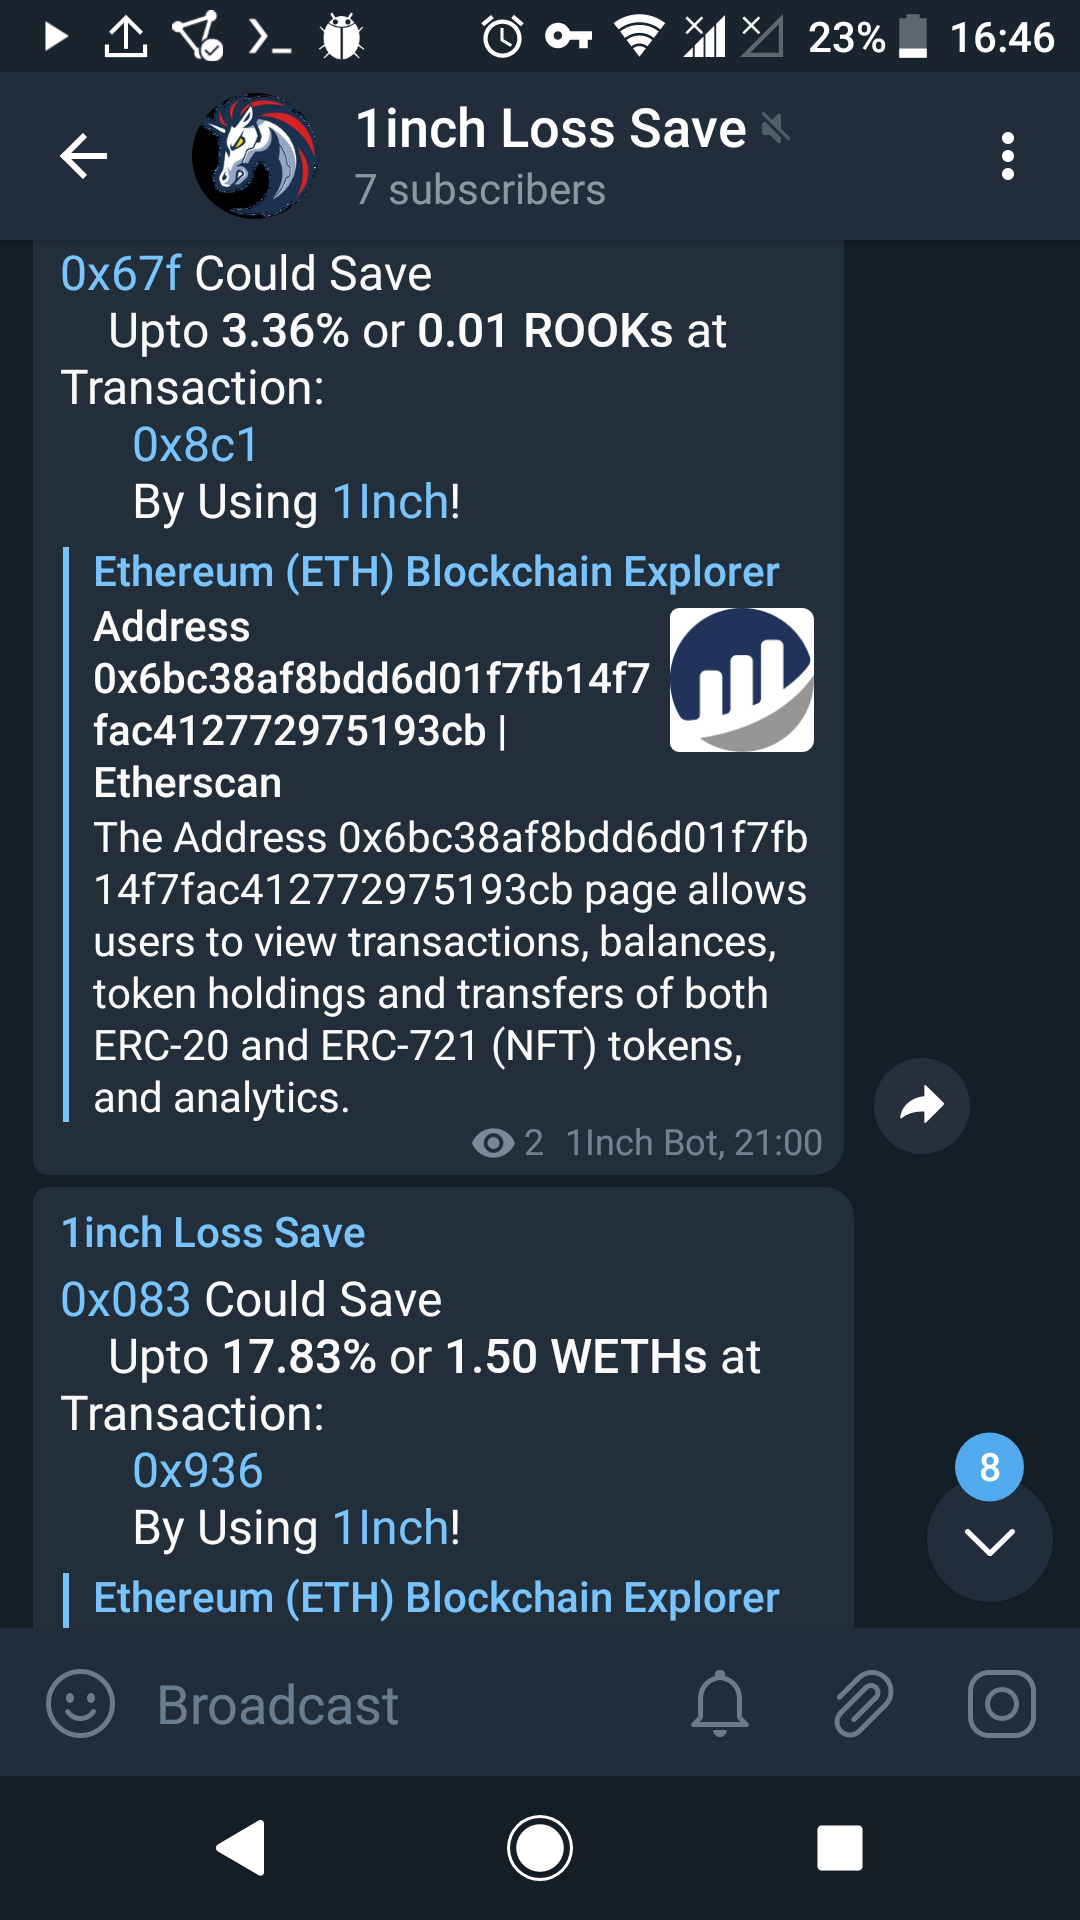 23% 16:46
1inch Loss Save
7 subscribers
0x67f Could Save
Upto 3.36% or 0.01 ROOKs at
Transaction:
0x8c1
By Using 1Inch!
Ethereum (ETH) Blockchain Explorer
Address
0x6bc38af8bdd6d01f7fb14f7
fac412772975193cb |
Etherscan
The Address 0x6bc38af8bdd6d01f7fb
14f7fac412772975193cb page allows
users to view transactions, balances,
token holdings and transfers of both
ERC-20 and ERC-721 (NFT) tokens,
and analytics.
2 1Inch Bot, 21:00
1inch Loss Save
0x083 Could Save
Upto 17.83% or 1.50 WETHs at
Transaction:
0x936
8
By Using 1Inch!
Ethereum (ETH) Blockchain Explorer
Broadcast